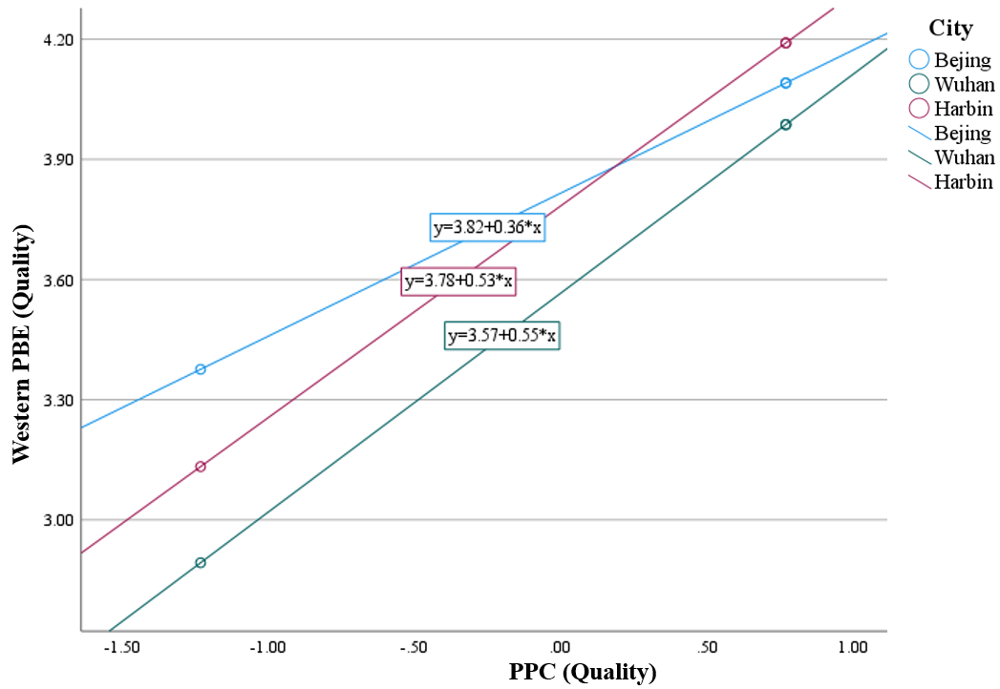 4.20
3.90
3.60
3.30
3.00
Western PBE (Quality)
y=3.82+0.36*x
y=3.78+0.53*x
y=3.57+0.55*x
-1.50
-1.00
-.50
.00
.50
1.00
PPC (Quality)
City
Bejing
Wuhan
Harbin
Bejing
Wuhan
Harbin